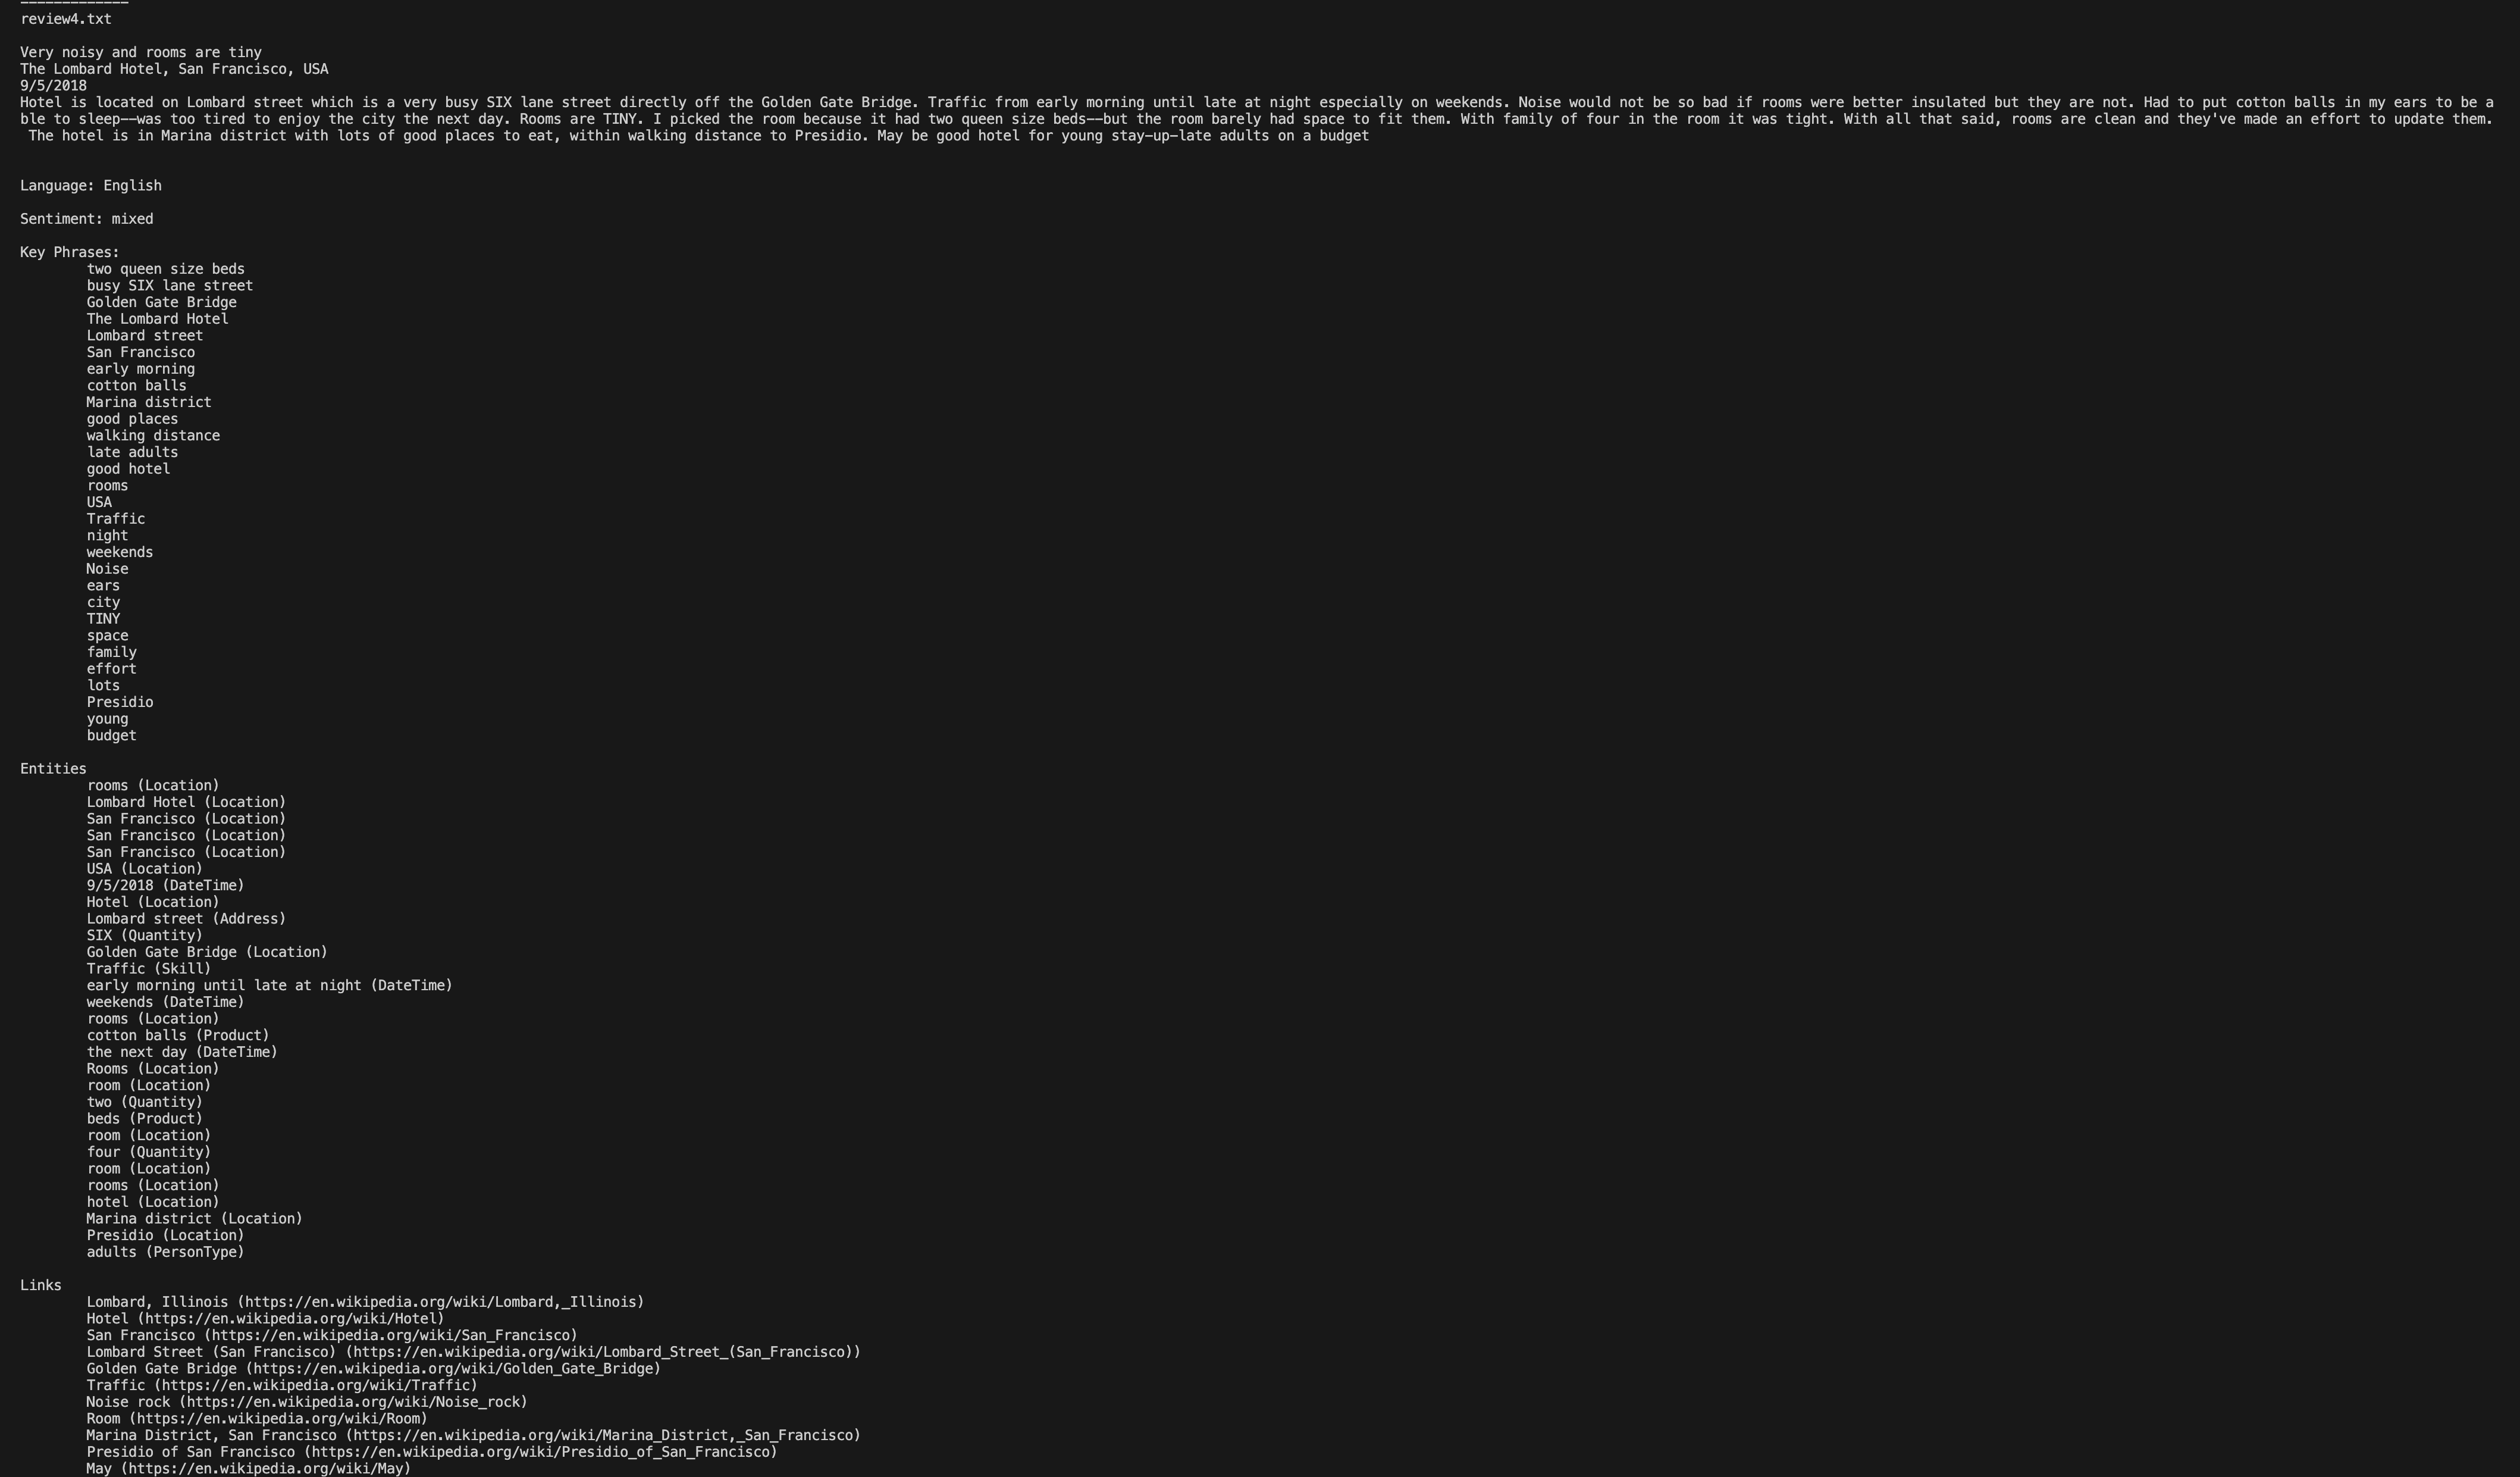 -------------
review4.txt
Very noisy and rooms are tiny
The Lombard Hotel, San Francisco, USA
9/5/2018
Hotel is located on Lombard street which is a very busy SIX lane street directly off the Golden Gate Bridge. Traffic from early morning until late at night especially on weekends. Noise would not be so bad if rooms were better insulated but they are not. Had to put cotton balls in my ears to be a
ble to sleep--was too tired to enjoy the city the next day. Rooms are TINY. I picked the room because it had two queen size beds--but the room barely had space to fit them. With family of four in the room it was tight. With all that said, rooms are clean and they've made an effort to update them.
The hotel is in Marina district with lots of good places to eat, within walking distance to Presidio. May be good hotel for young stay-up-late adults on a budget
Language: English
Sentiment: mixed
Key Phrases:
two queen size beds
busy SIX lane street
Golden Gate Bridge
The Lombard Hotel
Lombard street
San Francisco
early morning
cotton balls
Marina district
good places
walking distance
late adults
good hotel
rooms
USA
Traffic
night
weekends
Noise
ears
city
TINY
space
family
effort
lots
Presidio
young
budget
Entities
rooms (Location)
Lombard Hotel (Location)
San Francisco (Location)
San Francisco (Location)
San Francisco (Location)
USA (Location)
9/5/2018 (DateTime)
Hotel (Location)
Lombard street (Address)
SIX (Quantity)
Golden Gate Bridge (Location)
Traffic (Skill)
early morning until late at night (DateTime)
weekends (DateTime)
rooms (Location)
cotton balls (Product)
the next day (DateTime)
Rooms (Location)
room (Location)
two (Quantity)
beds (Product)
room (Location)
four (Quantity)
room (Location)
rooms (Location)
hotel (Location)
Marina district (Location)
Presidio (Location)
adults (PersonType)
Links
Lombard, Illinois (https://en.wikipedia.org/wiki/Lombard,_Illinois)
Hotel (https://en.wikipedia.org/wiki/Hotel)
San Francisco (https://en.wikipedia.org/wiki/San_Francisco)
Lombard Street (San Francisco) (https://en.wikipedia.org/wiki/Lombard_Street_(San_Francisco))
Golden Gate Bridge (https://en.wikipedia.org/wiki/Golden_Gate_Bridge)
Traffic (https://en.wikipedia.org/wiki/Traffic)
Noise rock (https://en.wikipedia.org/wiki/Noise_rock)
Room (https://en.wikipedia.org/wiki/Room)
Marina District, San Francisco (https://en.wikipedia.org/wiki/Marina_District,_San_Francisco)
Presidio of San Francisco (https://en.wikipedia.org/wiki/Presidio_of_San_Francisco)
May (https://en.wikipedia.org/wiki/May)